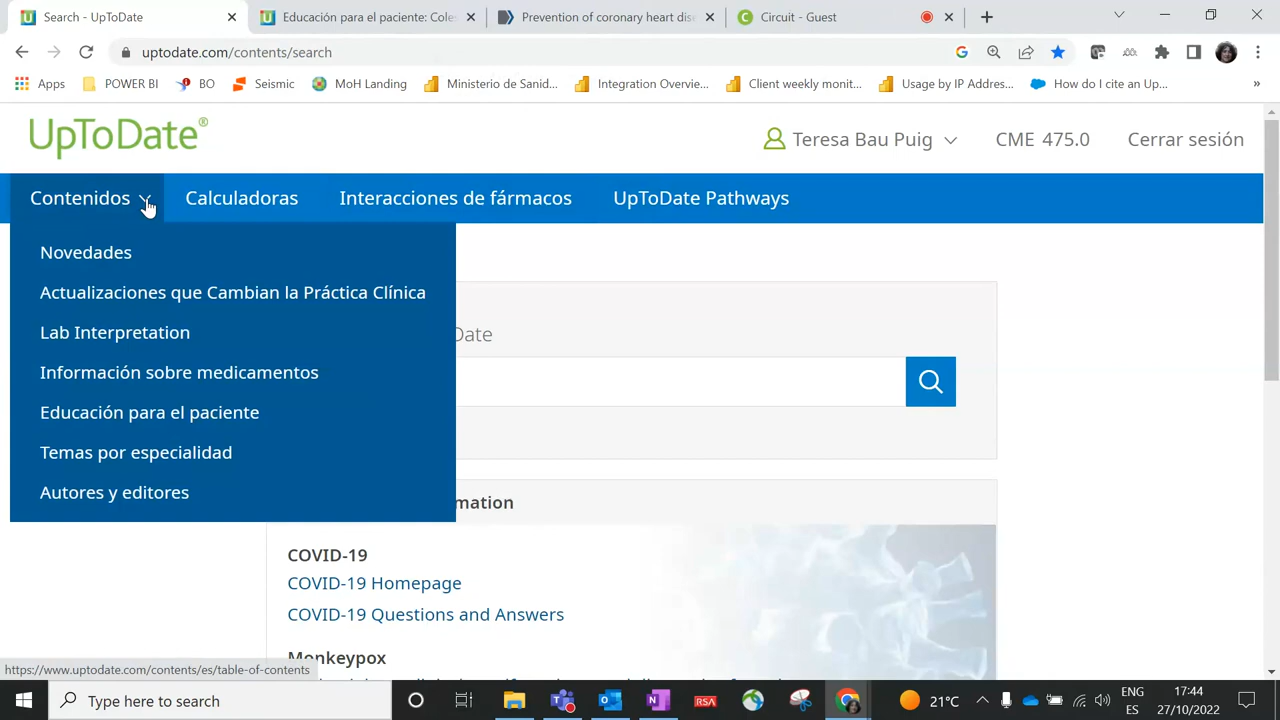 Search - UpToDate
Educación para el paciente: Coles
Prevention of coronary heart dise
Circuit - Guest
uptodate.com/contents/search
Apps
POWER BI
BO
Seismic
MoH Landing
Ministerio de Sanid...
Integration Overvie...
Client weekly monit...
Usage by IP Addres...
How do I cite an Up...
»
UpToDate®
Teresa Bau Puig
CME 475.0
Cerrar sesión
Contenidos
Calculadoras
Interacciones de fármacos
UpToDate Pathways
Novedades
Actualizaciones que Cambian la Práctica Clínica
Lab Interpretation
Información sobre medicamentos
Educación para el paciente
Temas por especialidad
Autores y editores
Date
mation
COVID-19
COVID-19 Homepage
COVID-19 Questions and Answers
Monkeypox
https://www.uptodate.com/contents/es/table-of-contents
Type here to search
RSA
21°C
ENG
ES
17:44
27/10/2022